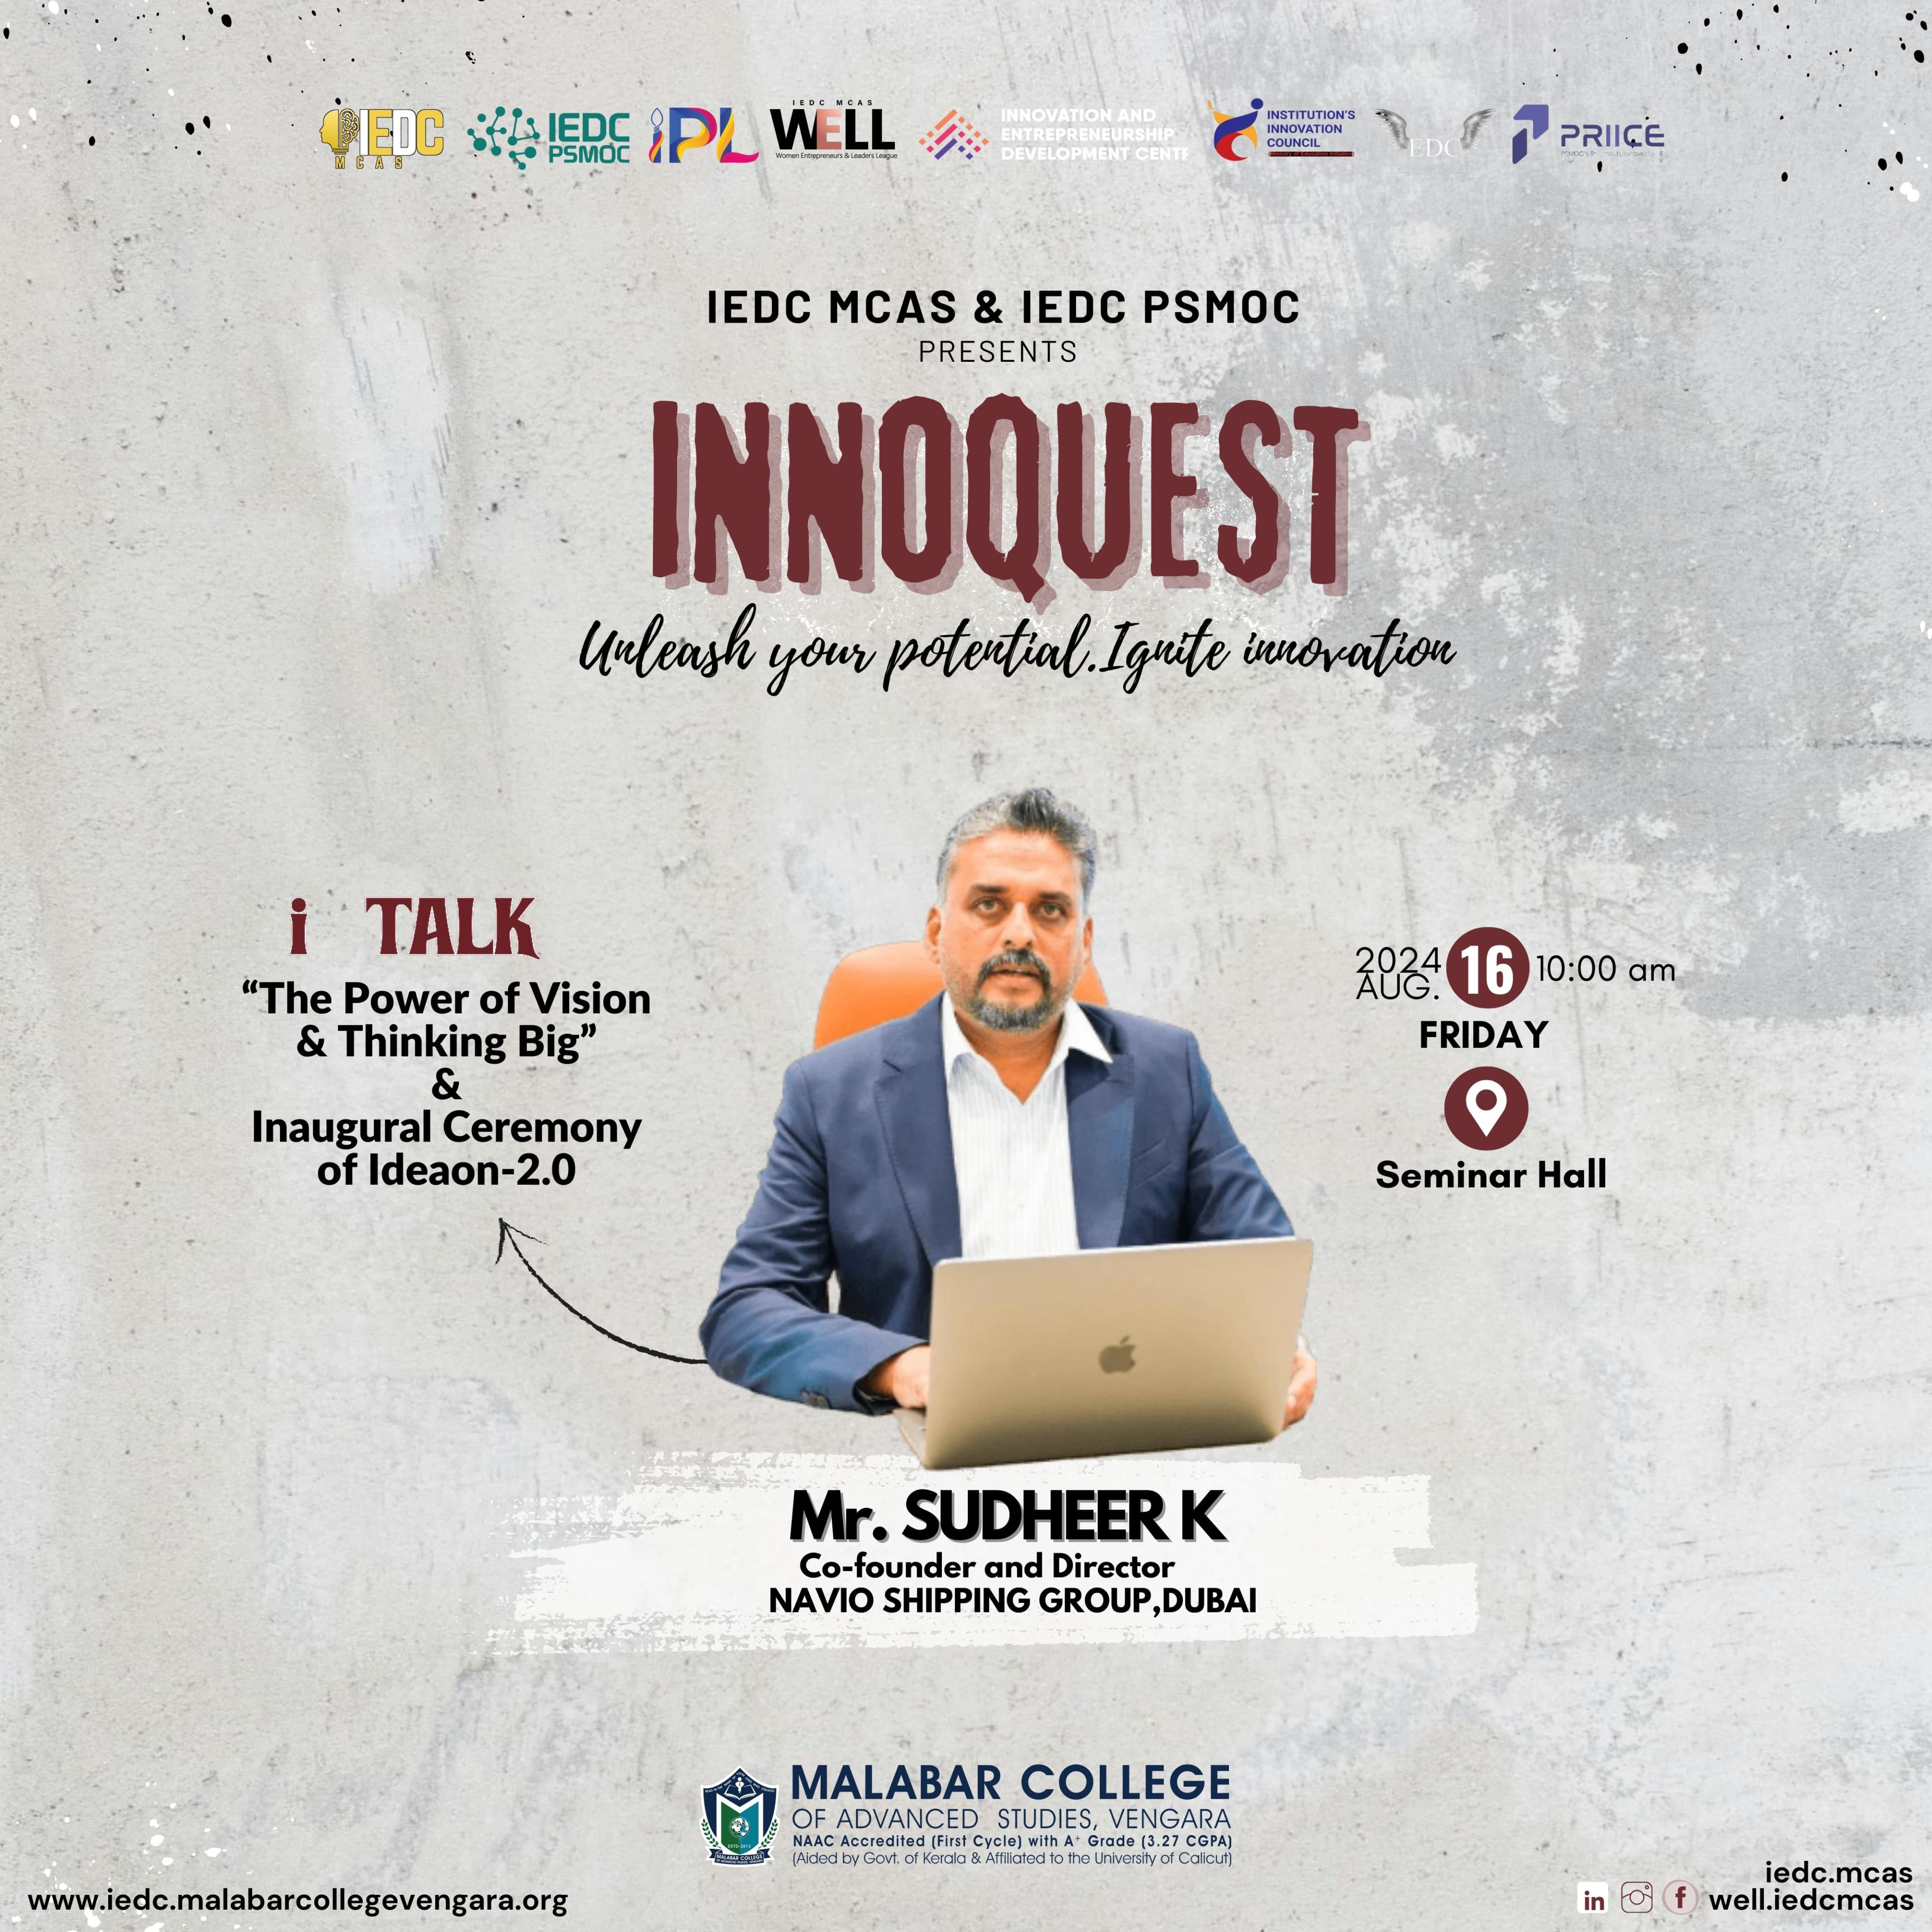 IEDC
MCAS
IEDC
PSMOC
iPL
IEDC MCAS
WELL
Women Entrepreneurs & Leaders League
INNOVATION AND
ENTREPRENEURSHIP
DEVELOPMENT CENTR
INSTITUTION'S
INNOVATION
COUNCIL
EDC
PRIICE
IEDC MCAS & IEDC PSMOC
PRESENTS
INNOQUEST
Unleash your potential.Ignite innovation
i TALK
“The Power of Vision
& Thinking Big”
&
Inaugural Ceremony
of Ideaon-2.0
2024
AUG.
16
10:00 am
FRIDAY
Seminar Hall
Mr. SUDHEER K
Co-founder and Director
NAVIO SHIPPING GROUP,DUBAI
MALABAR COLLEGE
OF ADVANCED STUDIES, VENGARA
NAAC Accredited (First Cycle) with A+ Grade (3.27 CGPA)
(Aided by Govt. of Kerala & Affiliated to the University of Calicut)
MALABAR COLLEGE
www.iedc.malabarcollegevengara.org
iedc.mcas
well.iedcmcas